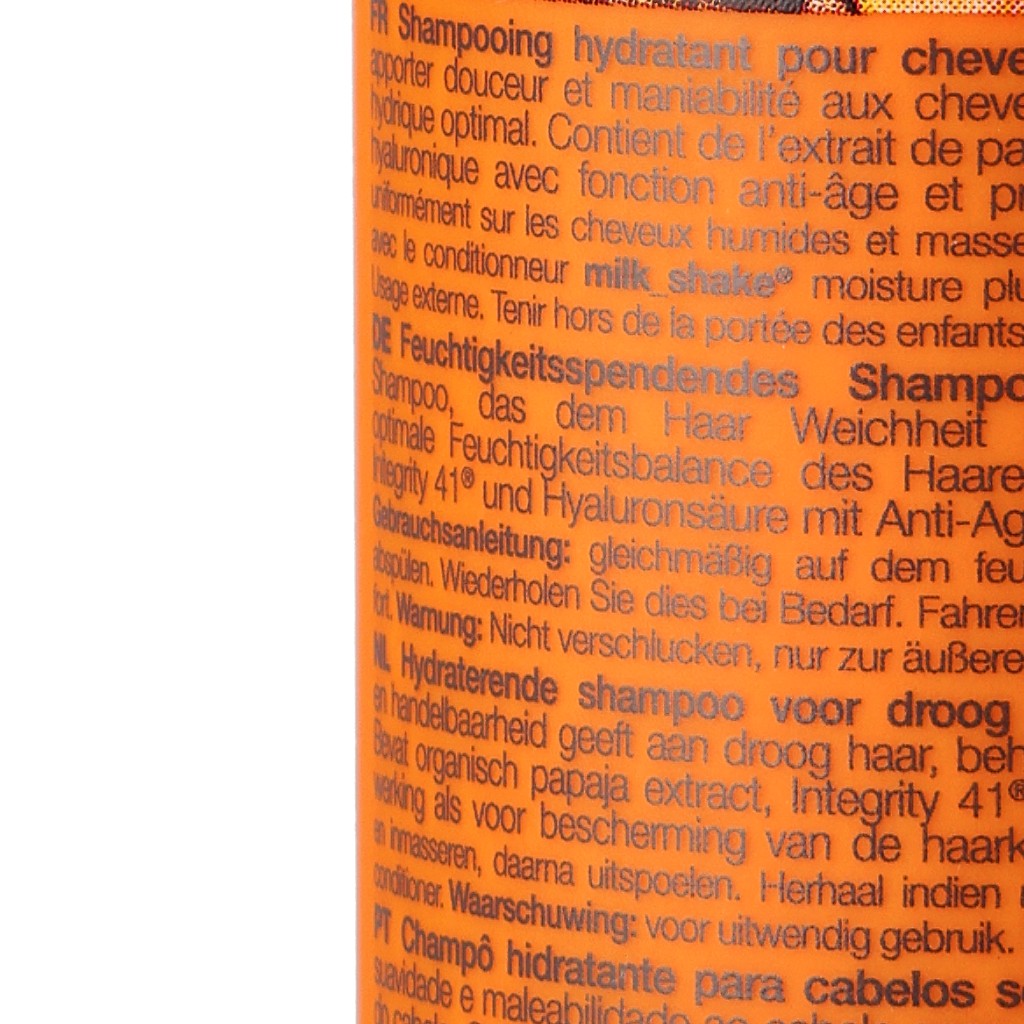 FR Shampooing hydratant pour cheve
apporter douceur et maniabilité aux cheve
hydrique optimal. Contient de l'extrait de pa
hyaluronique avec fonction anti-âge et pr
uniformément sur les cheveux humides et masse
avec le conditionneur milk_shake® moisture plu
Usage externe. Tenir hors de la portée des enfants
DE Feuchtigkeitsspendendes Shampo
Shampoo, das dem Haar Weichheit
optimale Feuchtigkeitsbalance des Haare
Integrity 41® und Hyaluronsäure mit Anti-Ag
Gebrauchsanleitung: gleichmäßig auf dem feu
abspülen. Wiederholen Sie dies bei Bedarf. Fahren
fort. Warnung: Nicht verschlucken, nur zur äußere
NL Hydraterende shampoo voor droog
en handelbaarheid geeft aan droog haar, beh
Bevat organisch papaja extract, Integrity 41®
werking als voor bescherming van de haark
en inmasseren, daarna uitspoelen. Herhaal indien
conditioner. Waarschuwing: voor uitwendig gebruik.
PT Champô hidratante para cabelos s
suavidade e maleabilidade ao cabel
do cabelo.